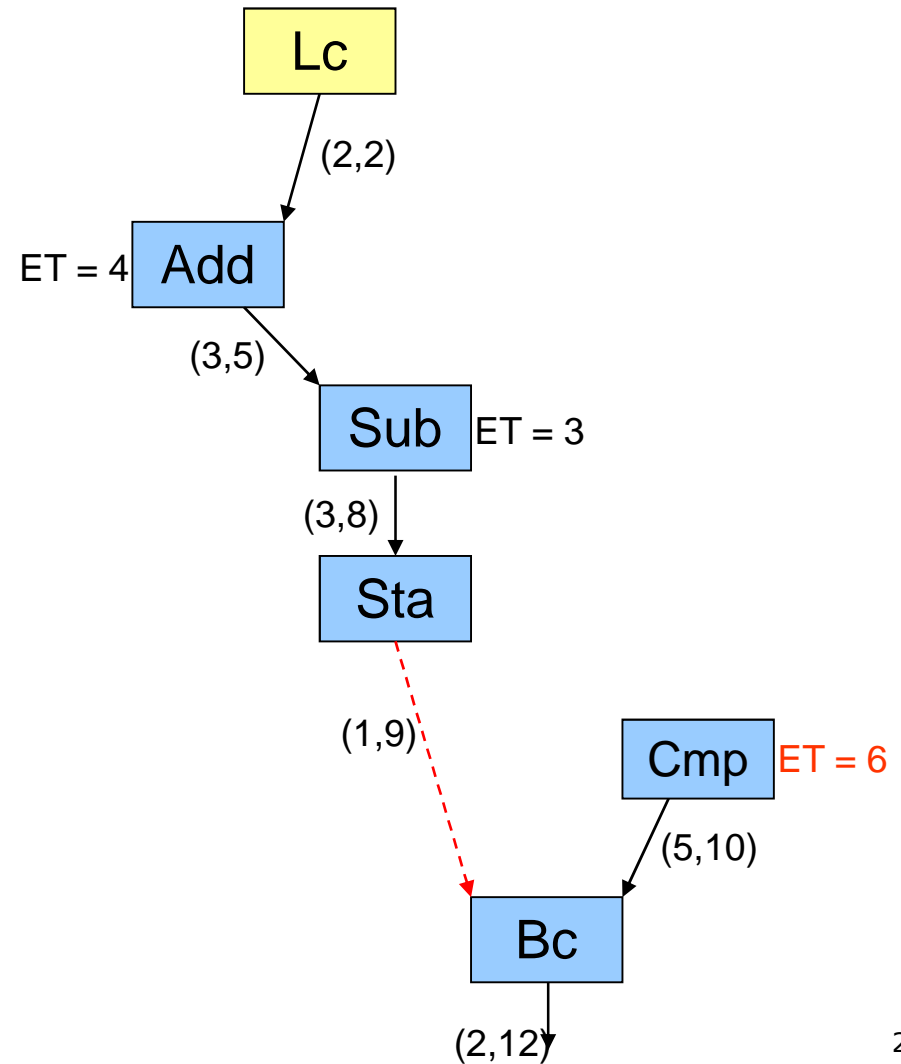 Lc
(2,2)
ET = 4 Add
(3,5)
Sub ET = 3
(3,8)
Sta
(1,9)
Cmp ET = 6
(5,10)
Bc
(2,12)
2